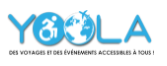 YOOLA
DES VOYAGES ET DES ÉVÉNEMENTS ACCESSIBLES À TOUS !